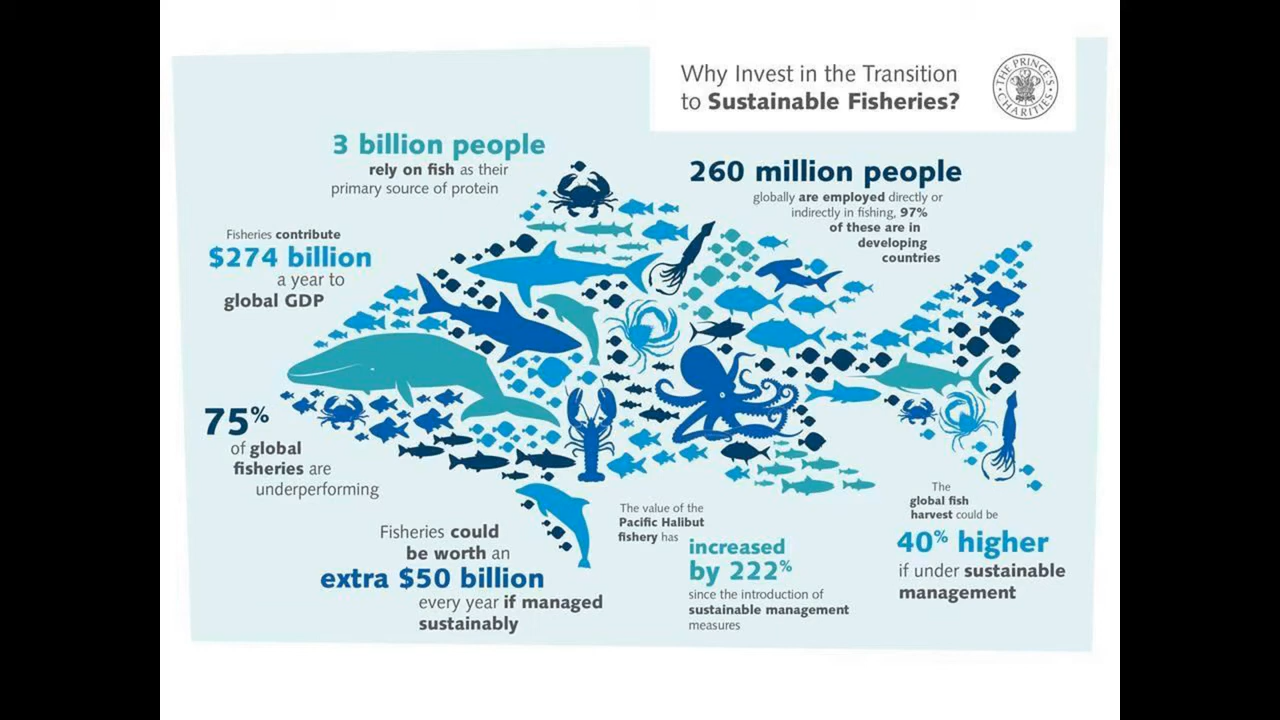 Why Invest in the Transition
to Sustainable Fisheries?
THE PRINCE'S
CHARITIES
3 billion people
rely on fish as their
primary source of protein
260 million people
globally are employed directly or
indirectly in fishing, 97%
of these are in
developing
countries
Fisheries contribute
$274 billion
a year to
global GDP
75%
of global
fisheries are
underperforming
Fisheries could
be worth an
extra $50 billion
every year if managed
sustainably
The value of the
Pacific Halibut
fishery has
increased
by 222%
since the introduction of
sustainable management
measures
The
global fish
harvest could be
40% higher
if under sustainable
management